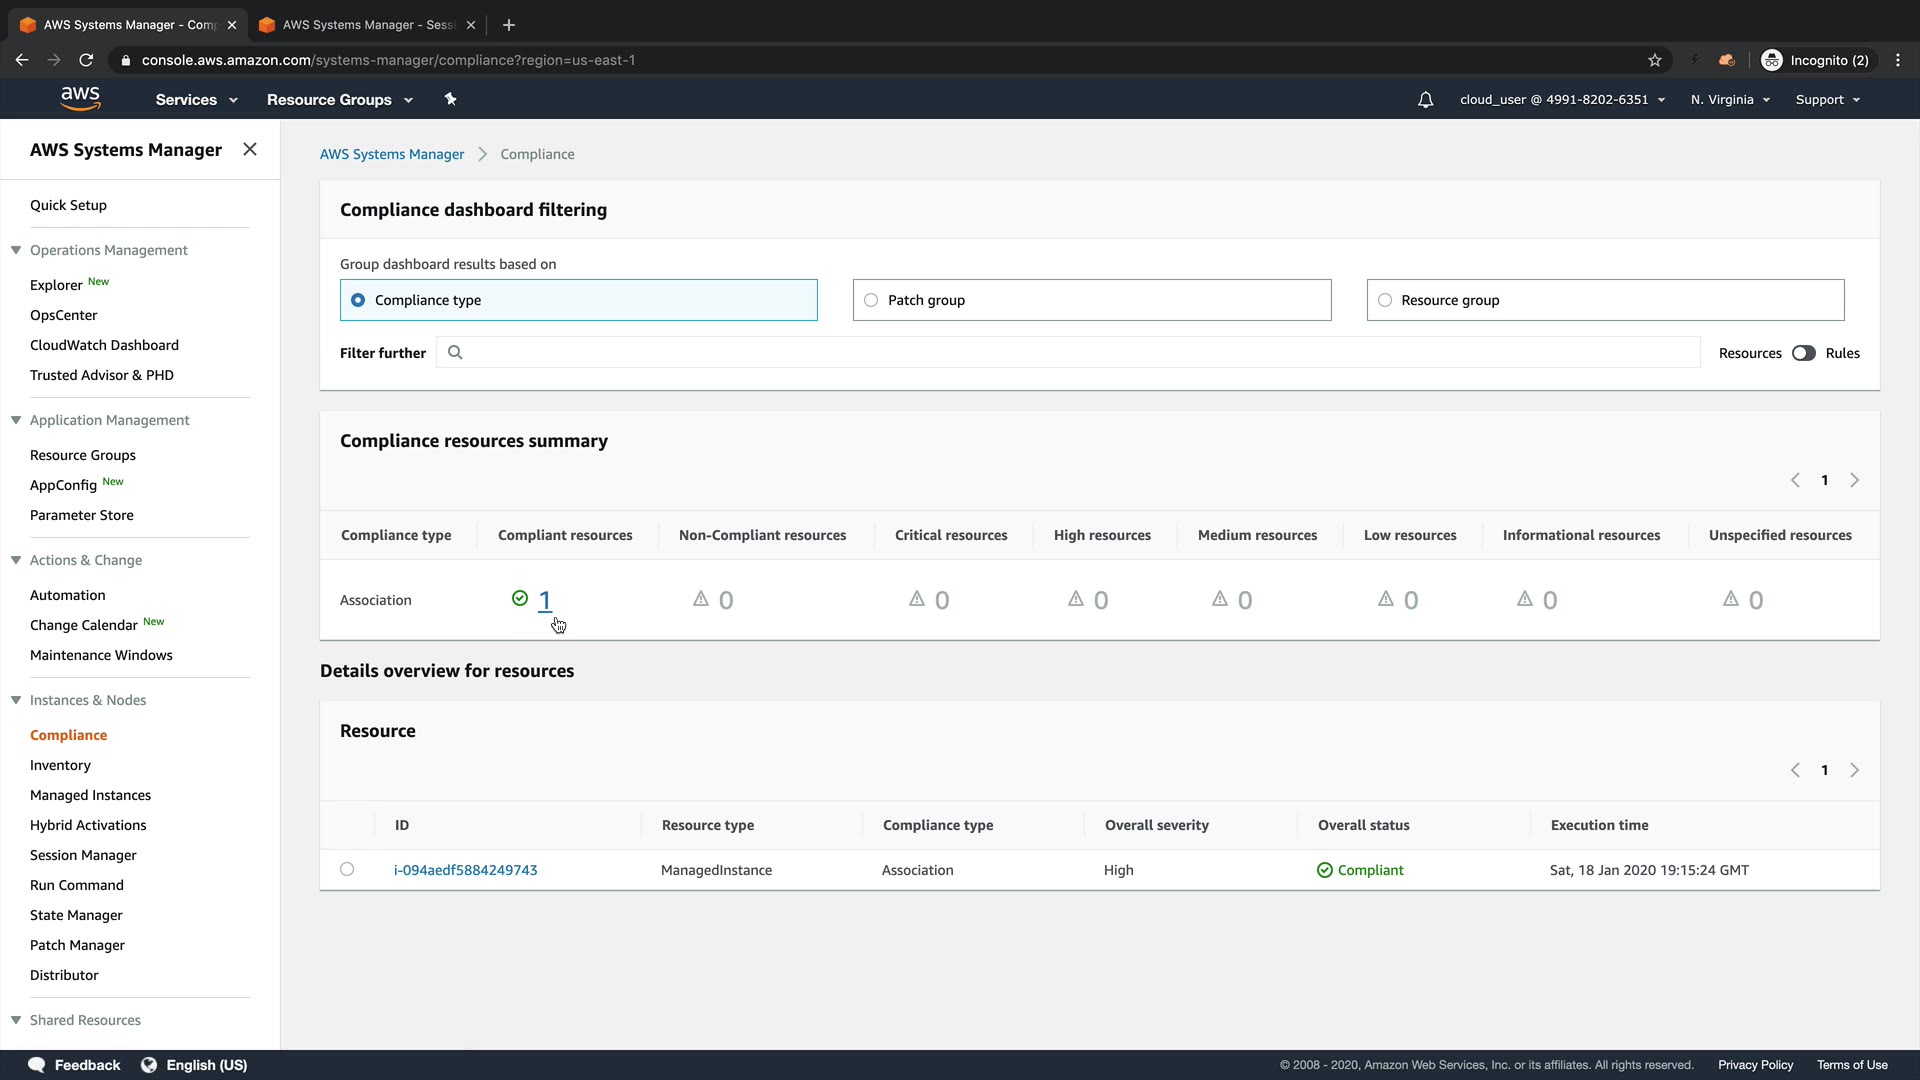 AWS Systems Manager - Comp
AWS Systems Manager - Sessi
console.aws.amazon.com/systems-manager/compliance?region=us-east-1
Incognito (2)
aws
Services
Resource Groups
cloud_user @ 4991-8202-6351
N. Virginia
Support
AWS Systems Manager
Quick Setup
Operations Management
Explorer New
OpsCenter
CloudWatch Dashboard
Trusted Advisor & PHD
Application Management
Resource Groups
AppConfig New
Parameter Store
Actions & Change
Automation
Change Calendar New
Maintenance Windows
Instances & Nodes
Compliance
Inventory
Managed Instances
Hybrid Activations
Session Manager
Run Command
State Manager
Patch Manager
Distributor
Shared Resources
AWS Systems Manager > Compliance
Compliance dashboard filtering
Group dashboard results based on
Compliance type
Patch group
Resource group
Filter further
Resources
Rules
Compliance resources summary
1
Compliance type Compliant resources Non-Compliant resources Critical resources High resources Medium resources Low resources Informational resources Unspecified resources
Association 1 0 0 0 0 0 0 0
Details overview for resources
Resource
1
ID Resource type Compliance type Overall severity Overall status Execution time
i-094aedf5884249743 ManagedInstance Association High Compliant Sat, 18 Jan 2020 19:15:24 GMT
Feedback
English (US)
© 2008 - 2020, Amazon Web Services, Inc. or its affiliates. All rights reserved.
Privacy Policy
Terms of Use